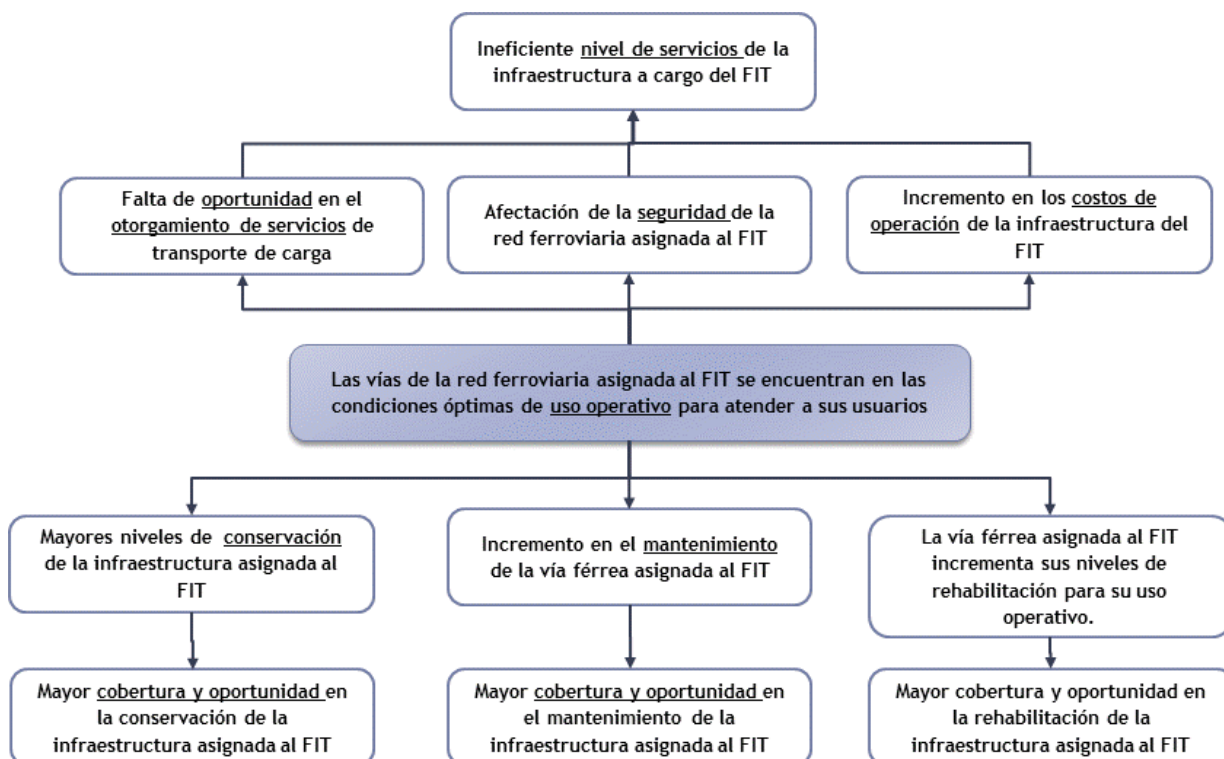 Ineficiente nivel de servicios de la
infraestructura a cargo del FIT
Falta de oportunidad en el
otorgamiento de servicios de
transporte de carga
Afectación de la seguridad de la
red ferroviaria asignada al FIT
Incremento en los costos de
operación de la infraestructura del
FIT
Las vías de la red ferroviaria asignada al FIT se encuentran en las
condiciones óptimas de uso operativo para atender a sus usuarios
Mayores niveles de conservación
de la infraestructura asignada al
FIT
Incremento en el mantenimiento
de la vía férrea asignada al FIT
La vía férrea asignada al FIT
incrementa sus niveles de
rehabilitación para su uso
operativo.
Mayor cobertura y oportunidad en
la conservación de la
infraestructura asignada al FIT
Mayor cobertura y oportunidad en
el mantenimiento de la
infraestructura asignada al FIT
Mayor cobertura y oportunidad en
la rehabilitación de la
infraestructura asignada al FIT